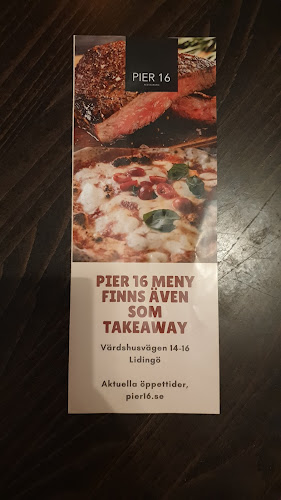 PIER 16
PIER 16 MENY
FINNS ÄVEN
SOM
TAKEAWAY
Värdshusvägen 14-16
Lidingö
Aktuella öppettider,
pier16.se